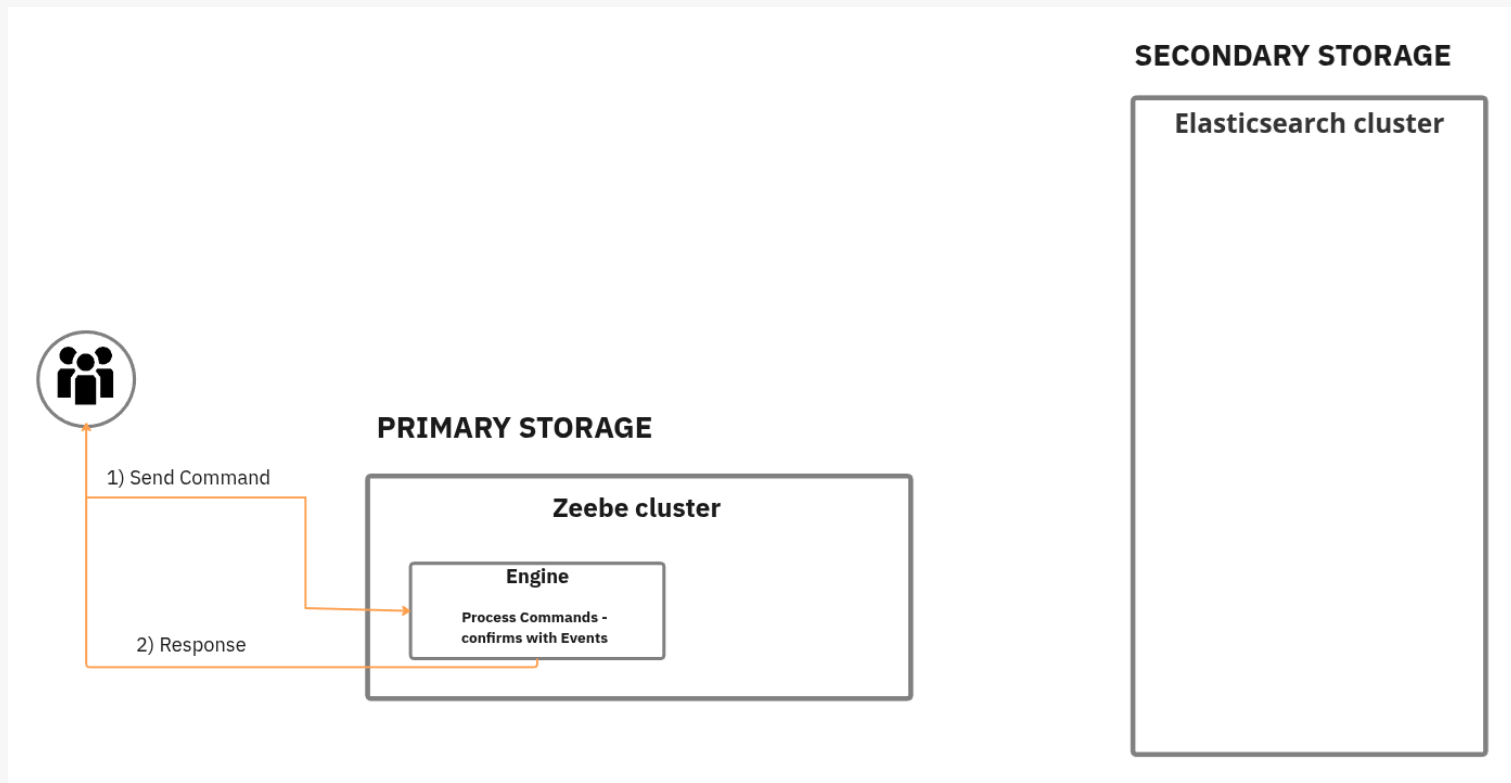 SECONDARY STORAGE
Elasticsearch cluster
PRIMARY STORAGE
1) Send Command
Zeebe cluster
Engine
Process Commands -
confirms with Events
2) Response